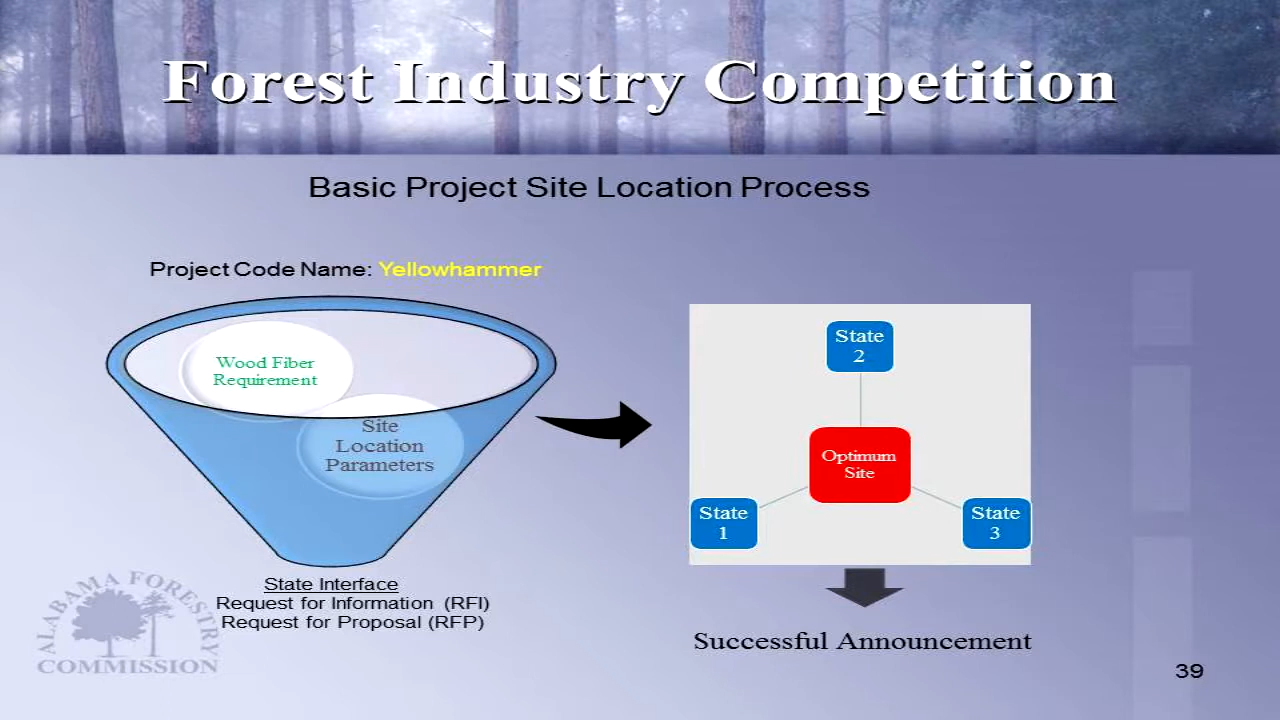 Forest Industry Competition
Basic Project Site Location Process
Project Code Name: Yellowhammer
Wood Fiber
Requirement
Site
Location
Parameters
State Interface
Request for Information (RFI)
Request for Proposal (RFP)
State
2
Optimum
Site
State
1
State
3
Successful Announcement
ALABAMA FORESTRY
COMMISSION
39